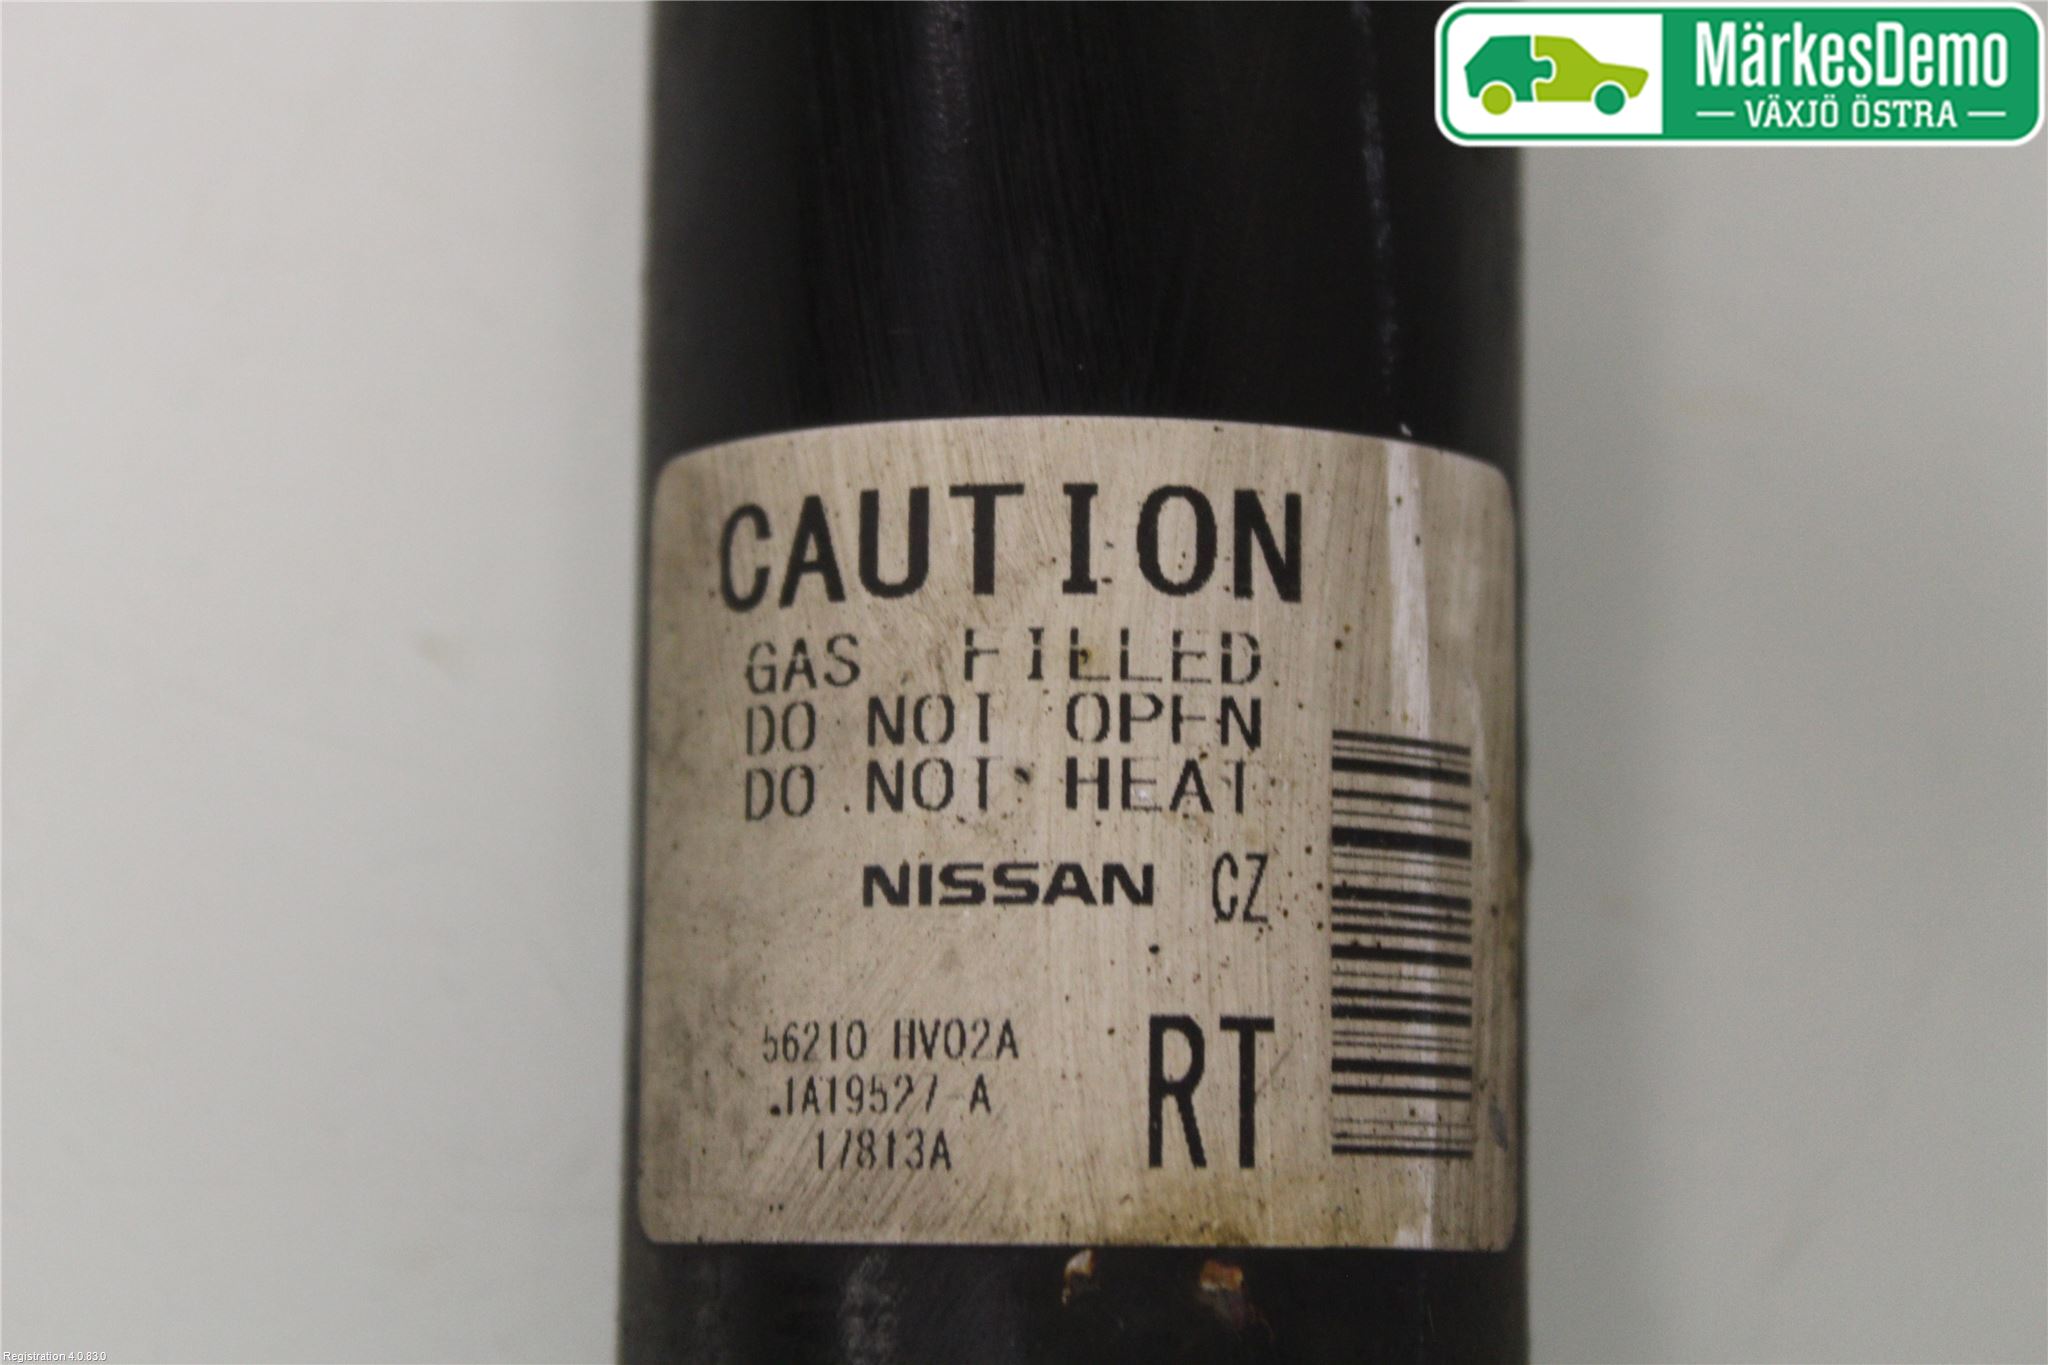 MärkesDemo
VÄXJÖ ÖSTRA
CAUTION
GAS FILLED
DO NOT OPEN
DO NOT HEAT
NISSAN CZ
56210 HV02A
JA19527-A
17813A
RT
Registration 4.0.83.0